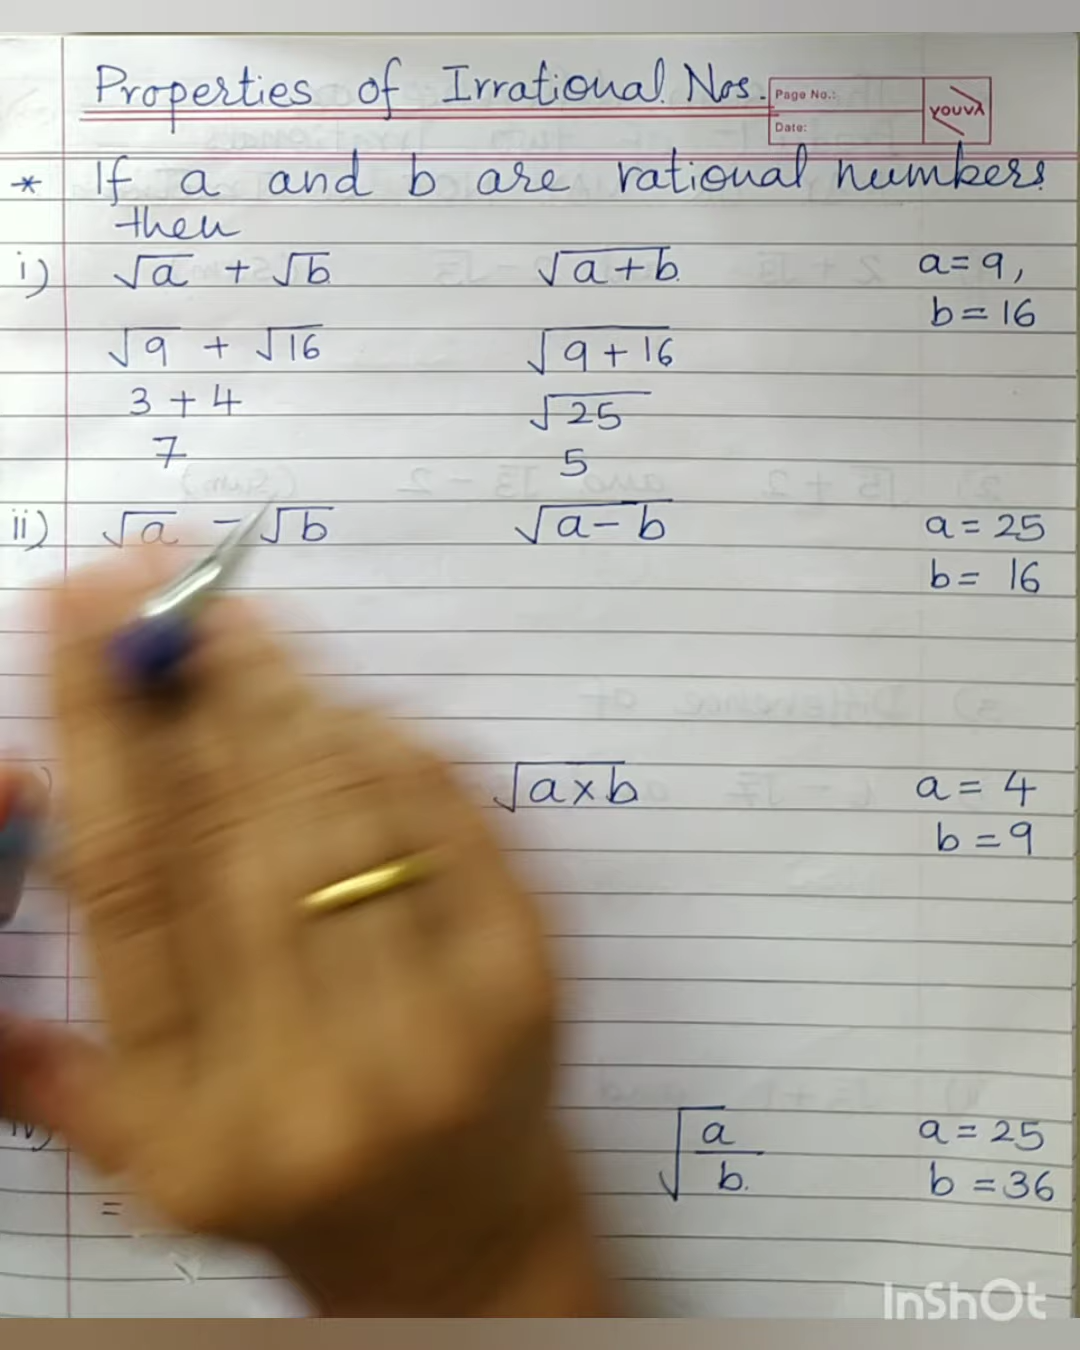 Properties of Irrational Nos.
Page No.:
Date:
YOUVA
* If a and b are rational numbers
then
i) √a + √b √a+b a=9,
b=16
√9 + √16 √9+16
3+4 √25
7 5
ii) √a - √b √a-b a=25
b= 16
√a×b a=4
b=9
iv) √a/b a=25
b=36
=
InShOt